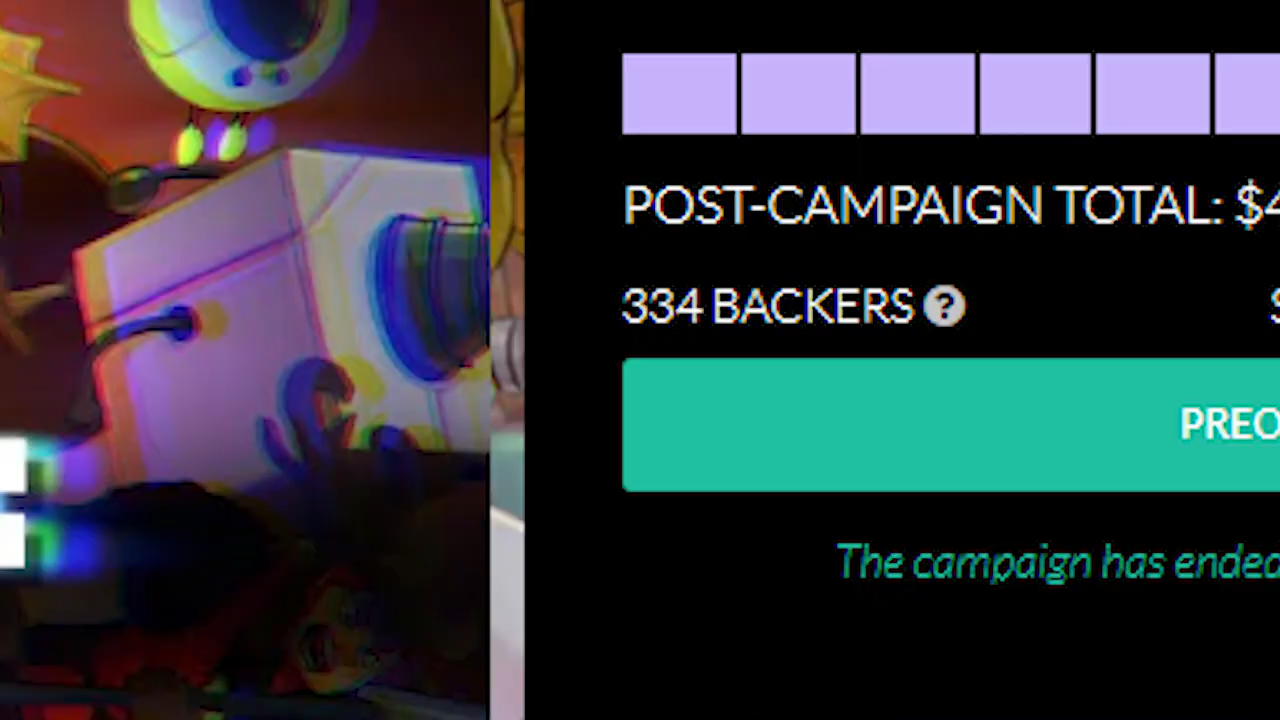 POST-CAMPAIGN TOTAL: $4
334 BACKERS ?
PREO
The campaign has ended